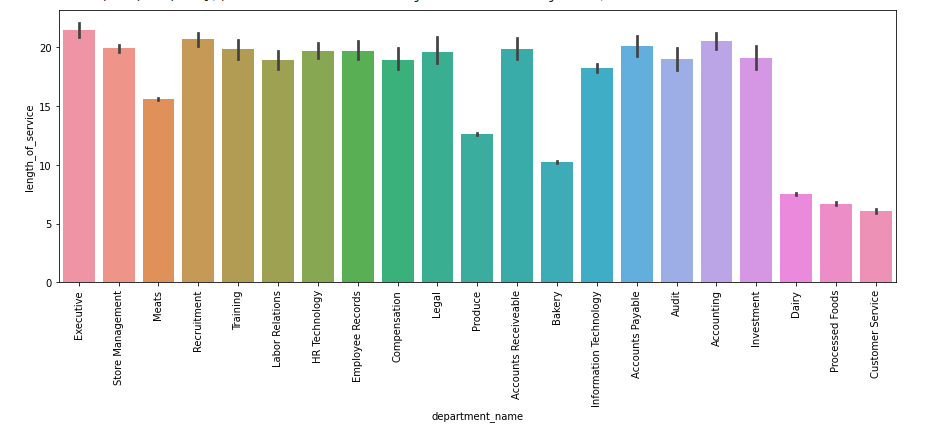 20
15
10
5
0
length_of_service
Executive
Store Management
Meats
Recruitment
Training
Labor Relations
HR Technology
Employee Records
Compensation
Legal
Produce
Accounts Receiveable
Bakery
Information Technology
Accounts Payable
Audit
Accounting
Investment
Dairy
Processed Foods
Customer Service
department_name